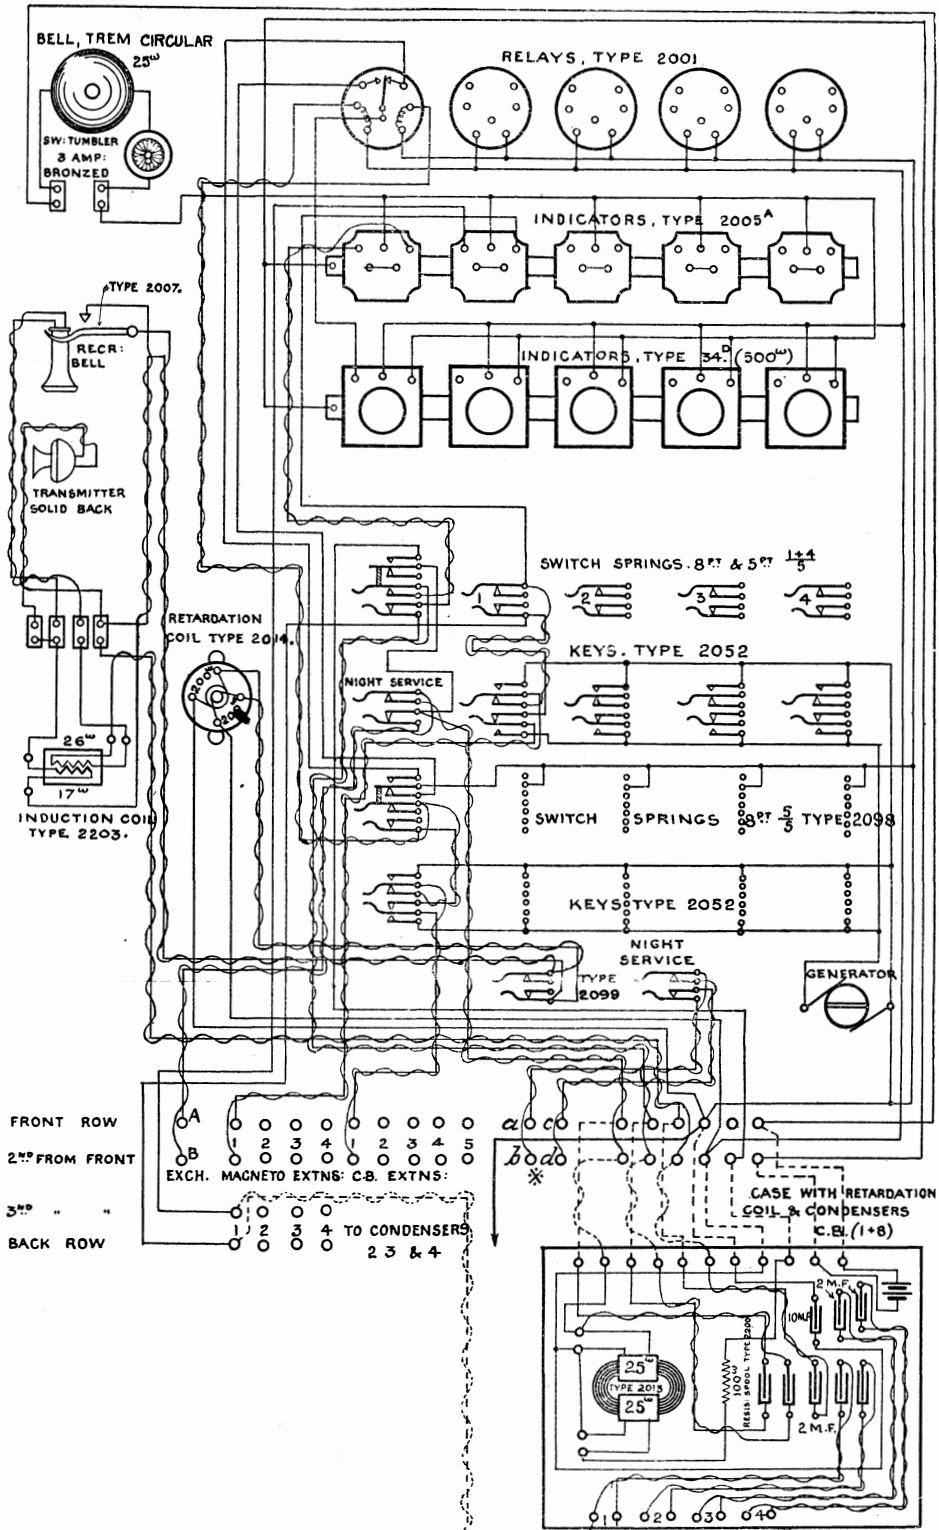 BELL, TREM CIRCULAR
25ω
SW: TUMBLER
3 AMP:
BRONZED
RELAYS, TYPE 2001
INDICATORS, TYPE 2005A
TYPE 2007.
RECR:
BELL
INDICATORS, TYPE 34.D (500ω)
TRANSMITTER
SOLID BACK
SWITCH SPRINGS. 8PT & 5PT 1+4/5
1 2 3 4
RETARDATION
COIL TYPE 2014.
200ω
200
KEYS. TYPE 2052
NIGHT SERVICE
26ω
17ω
INDUCTION COIL
TYPE 2203.
SWITCH SPRINGS 8PT 5/5 TYPE 2098
KEYS TYPE 2052
NIGHT
SERVICE
TYPE
2099
GENERATOR
FRONT ROW
A
a c
1 2 3 4 1 2 3 4 5
2ND FROM FRONT
B
b d
※
EXCH. MAGNETO EXTNS: C.B. EXTNS:
3RD " "
1 2 3 4 TO CONDENSERS
BACK ROW
2 3 & 4
CASE WITH RETARDATION
COIL & CONDENSERS
C.B. (1+8)
2 M.F.
10M.F
25ω
TYPE 2013
25ω
100ω
RESIS: SPOOL TYPE 2200
2 M.F.
1 2 3 4